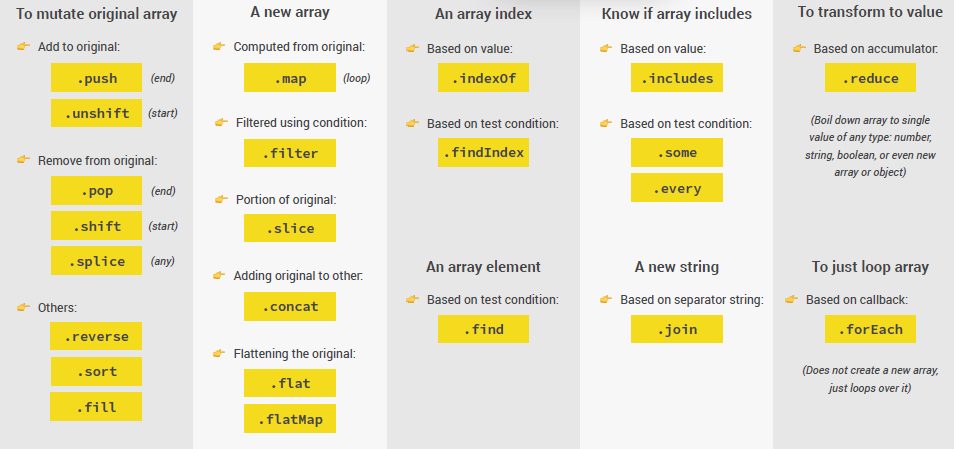 To mutate original array
Add to original:
.push (end)
.unshift (start)
Remove from original:
.pop (end)
.shift (start)
.splice (any)
Others:
.reverse
.sort
.fill
A new array
Computed from original:
.map (loop)
Filtered using condition:
.filter
Portion of original:
.slice
Adding original to other:
.concat
Flattening the original:
.flat
.flatMap
An array index
Based on value:
.indexOf
Based on test condition:
.findIndex
An array element
Based on test condition:
.find
Know if array includes
Based on value:
.includes
Based on test condition:
.some
.every
A new string
Based on separator string:
.join
To transform to value
Based on accumulator:
.reduce
(Boil down array to single
value of any type: number,
string, boolean, or even new
array or object)
To just loop array
Based on callback:
.forEach
(Does not create a new array,
just loops over it)